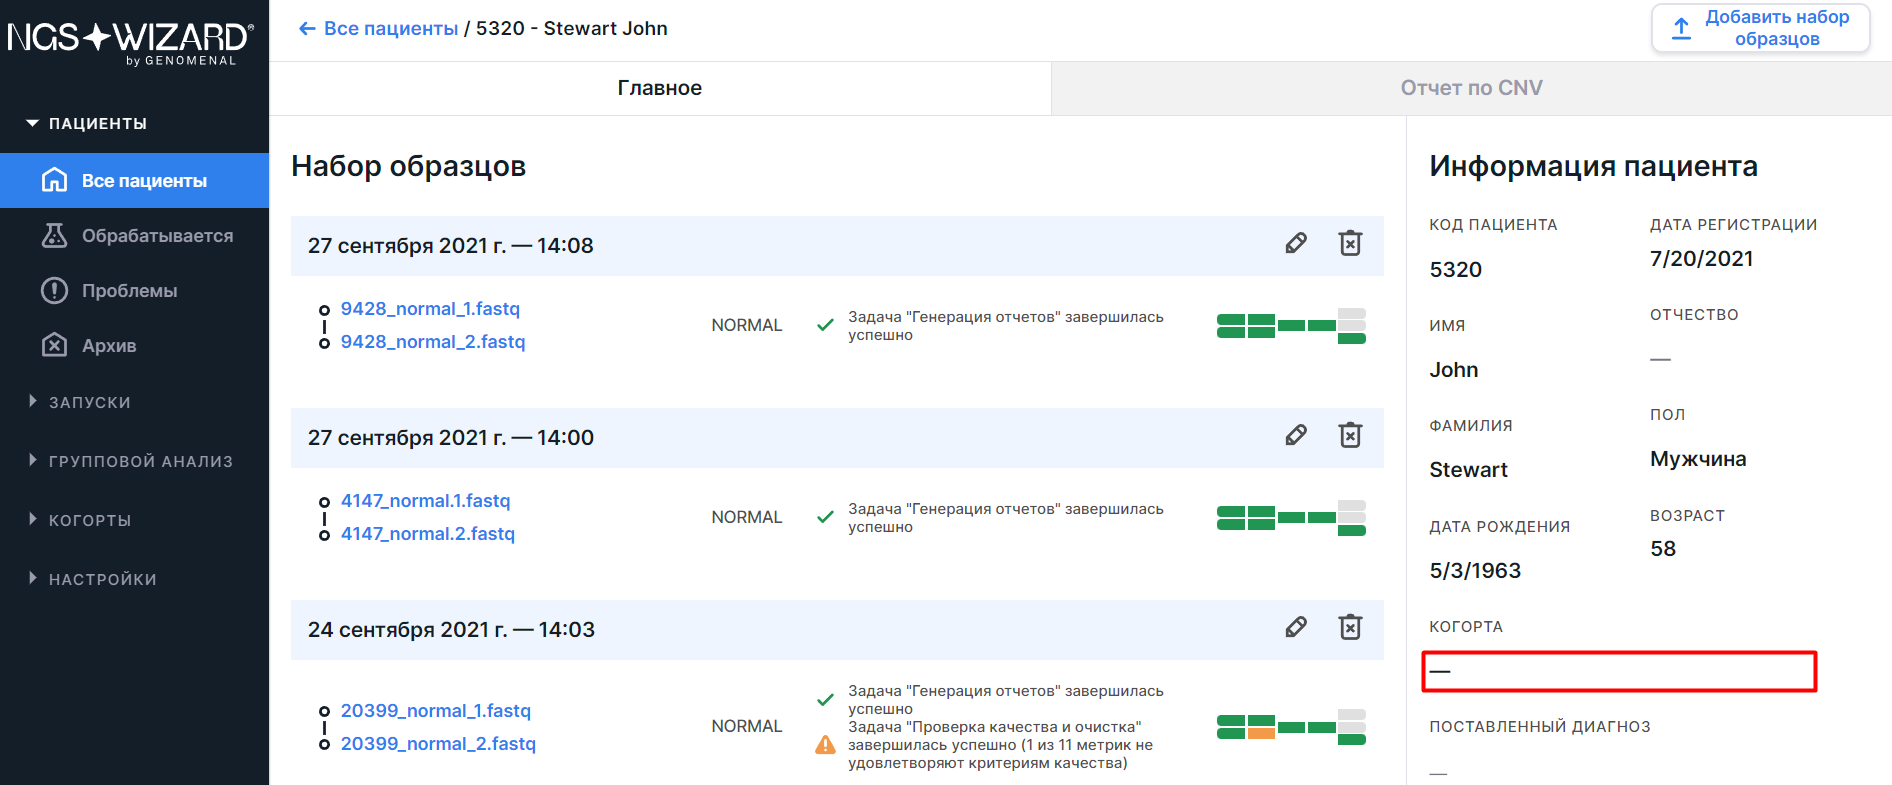 NGS WIZARD®
by GENOMENAL
ПАЦИЕНТЫ
Все пациенты
Обрабатывается
Проблемы
Архив
ЗАПУСКИ
ГРУППОВОЙ АНАЛИЗ
КОГОРТЫ
НАСТРОЙКИ
← Все пациенты / 5320 - Stewart John
Добавить набор
образцов
Главное
Отчет по CNV
Набор образцов
27 сентября 2021 г. — 14:08
9428_normal_1.fastq
9428_normal_2.fastq
NORMAL
Задача "Генерация отчетов" завершилась
успешно
27 сентября 2021 г. — 14:00
4147_normal.1.fastq
4147_normal.2.fastq
NORMAL
Задача "Генерация отчетов" завершилась
успешно
24 сентября 2021 г. — 14:03
20399_normal_1.fastq
20399_normal_2.fastq
NORMAL
Задача "Генерация отчетов" завершилась
успешно
Задача "Проверка качества и очистка"
завершилась успешно (1 из 11 метрик не
удовлетворяют критериям качества)
Информация пациента
КОД ПАЦИЕНТА
5320
ДАТА РЕГИСТРАЦИИ
7/20/2021
ИМЯ
John
ОТЧЕСТВО
—
ФАМИЛИЯ
Stewart
ПОЛ
Мужчина
ДАТА РОЖДЕНИЯ
5/3/1963
ВОЗРАСТ
58
КОГОРТА
—
ПОСТАВЛЕННЫЙ ДИАГНОЗ
—